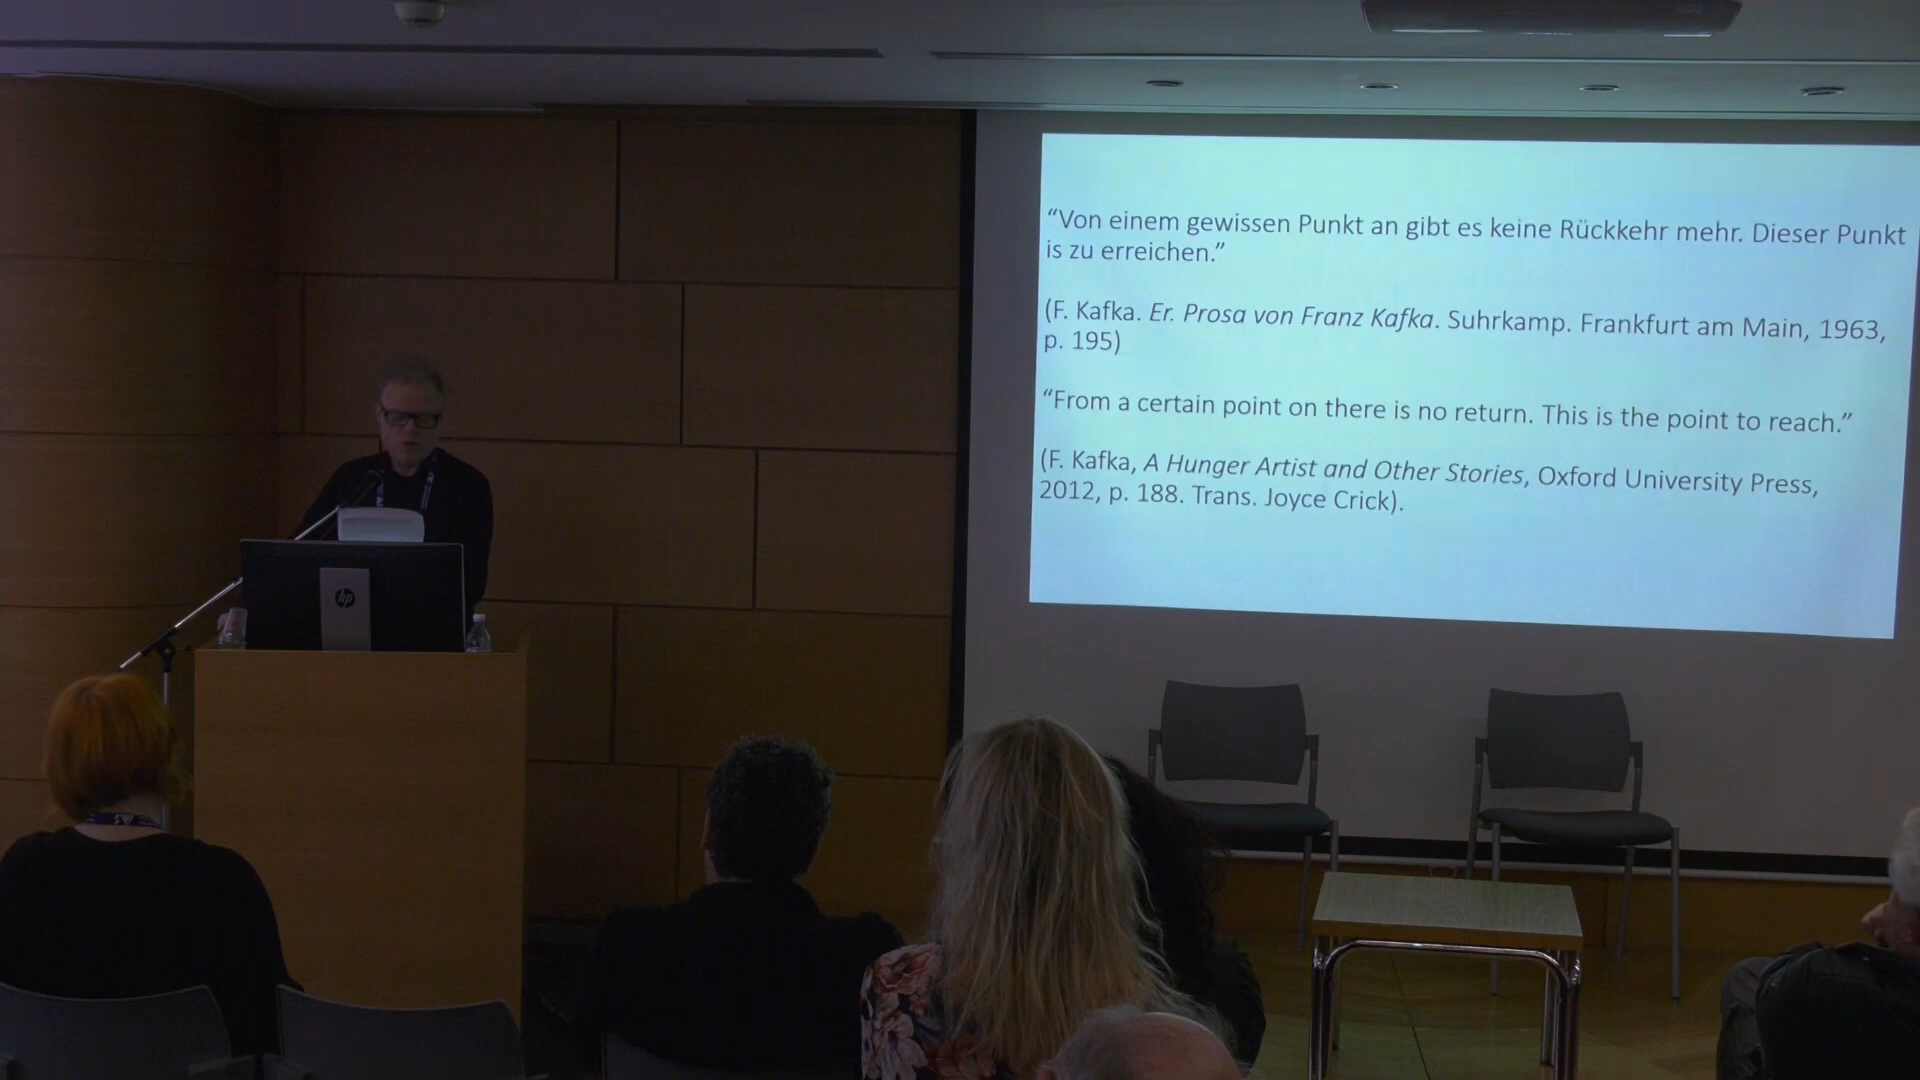 “Von einem gewissen Punkt an gibt es keine Rückkehr mehr. Dieser Punkt
is zu erreichen.”
(F. Kafka. Er. Prosa von Franz Kafka. Suhrkamp. Frankfurt am Main, 1963,
p. 195)
“From a certain point on there is no return. This is the point to reach.”
(F. Kafka, A Hunger Artist and Other Stories, Oxford University Press,
2012, p. 188. Trans. Joyce Crick).
hp